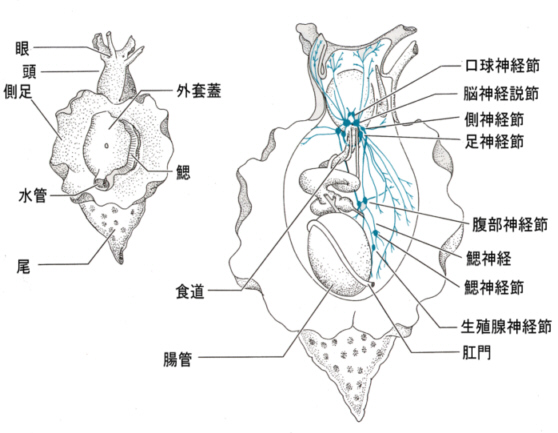 眼
頭
側足
外套蓋
鰓
水管
尾
口球神経節
脳神経説節
側神経節
足神経節
腹部神経節
鰓神経
鰓神経節
生殖腺神経節
肛門
食道
腸管